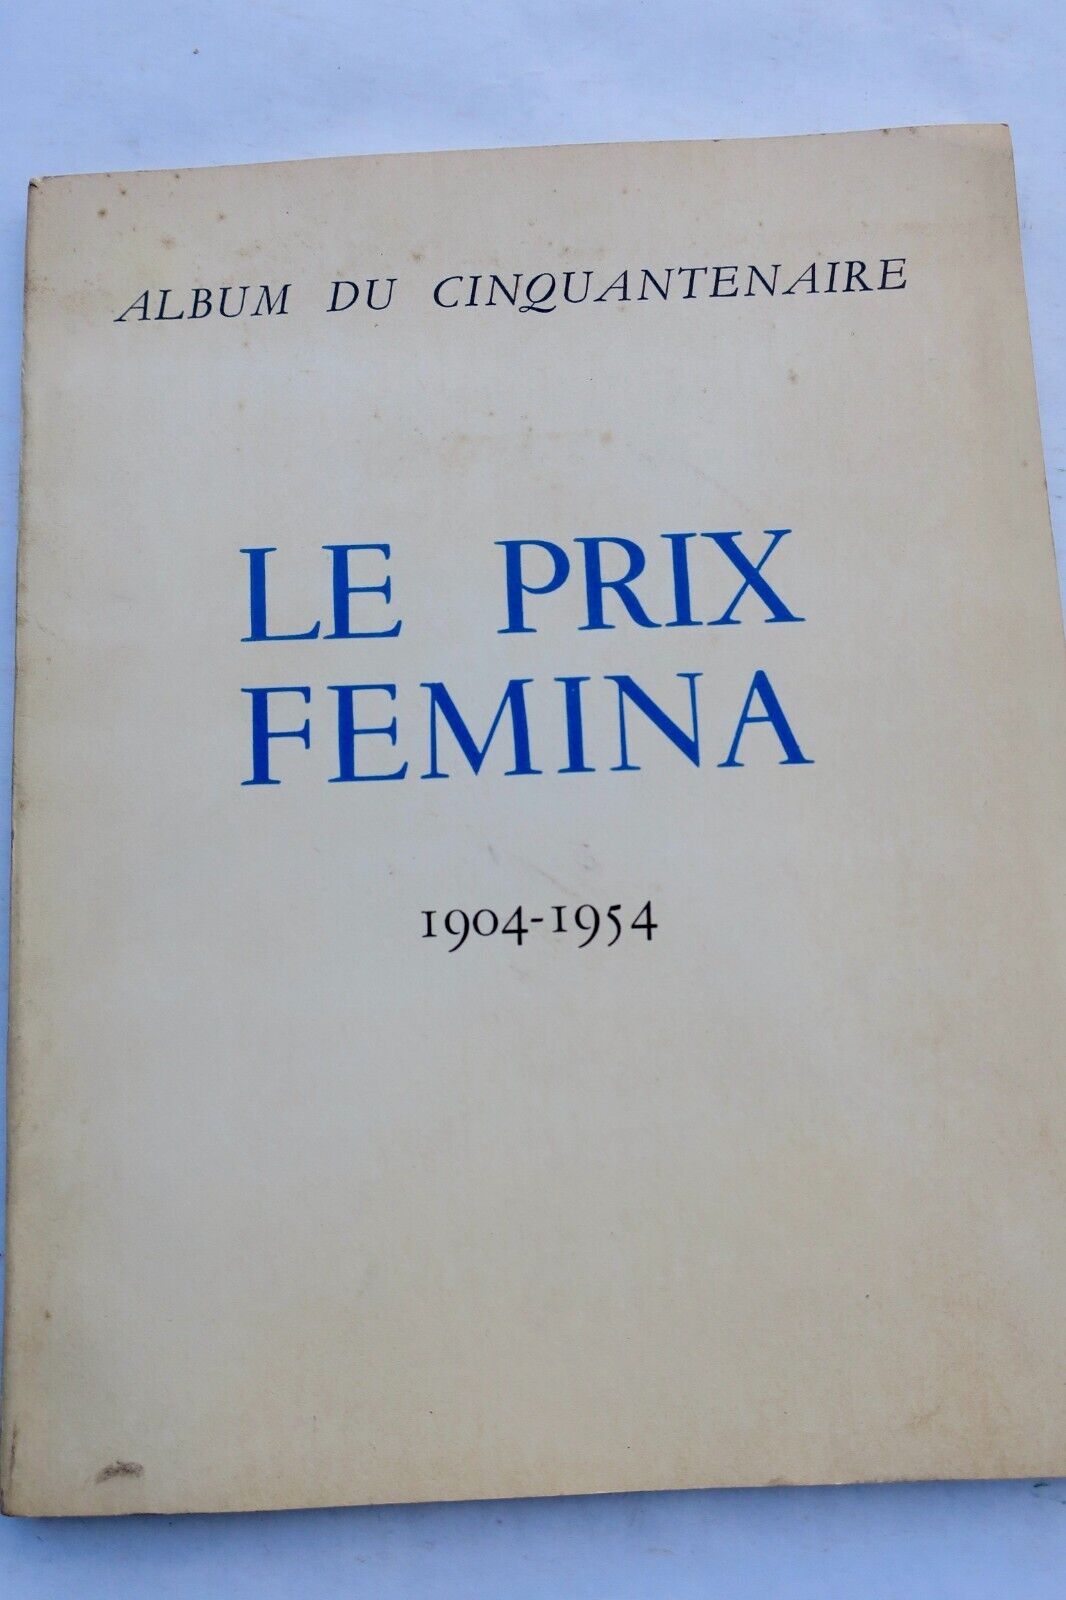 ALBUM DU CINQUANTENAIRE
LE PRIX
FEMINA
1904-1954